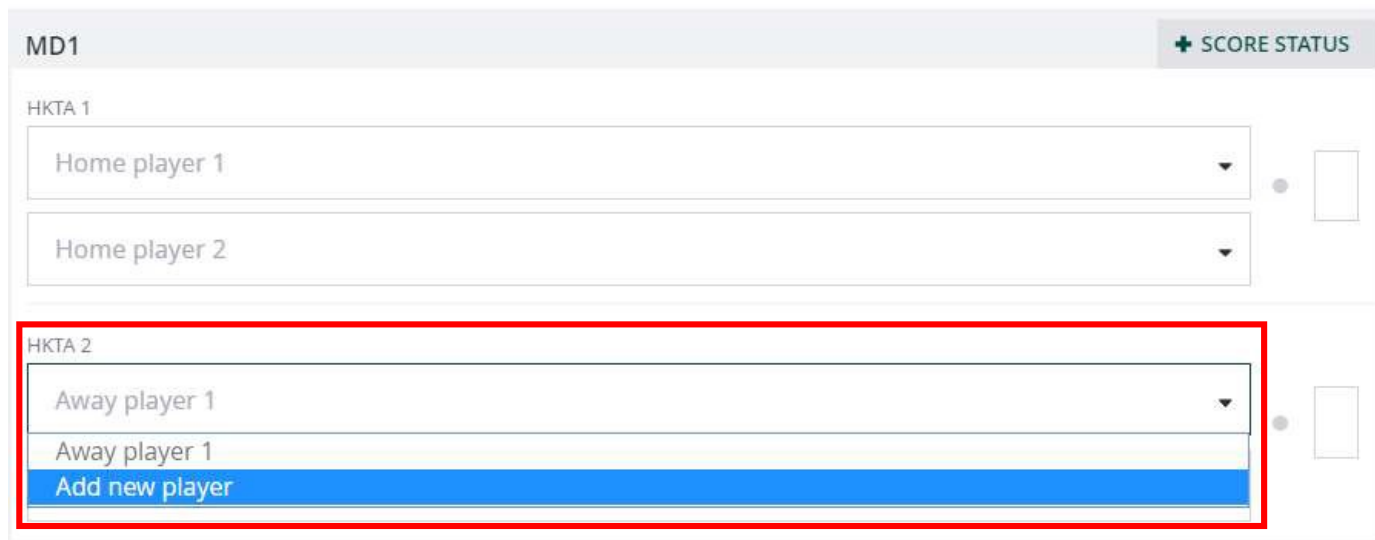 MD1
+ SCORE STATUS
HKTA 1
Home player 1
Home player 2
HKTA 2
Away player 1
Away player 1
Add new player